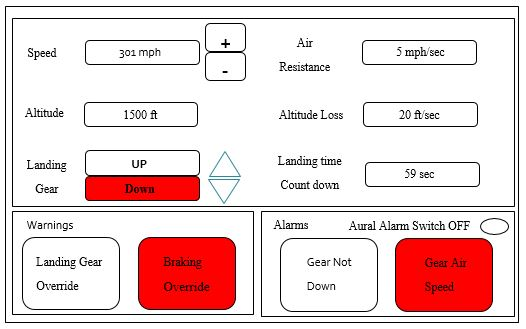 Speed 301 mph + Air Resistance 5 mph/sec
-
Altitude 1500 ft Altitude Loss 20 ft/sec
Landing Gear UP Landing time Count down 59 sec
Down
Warnings
Landing Gear Override
Braking Override
Alarms Aural Alarm Switch OFF
Gear Not Down
Gear Air Speed